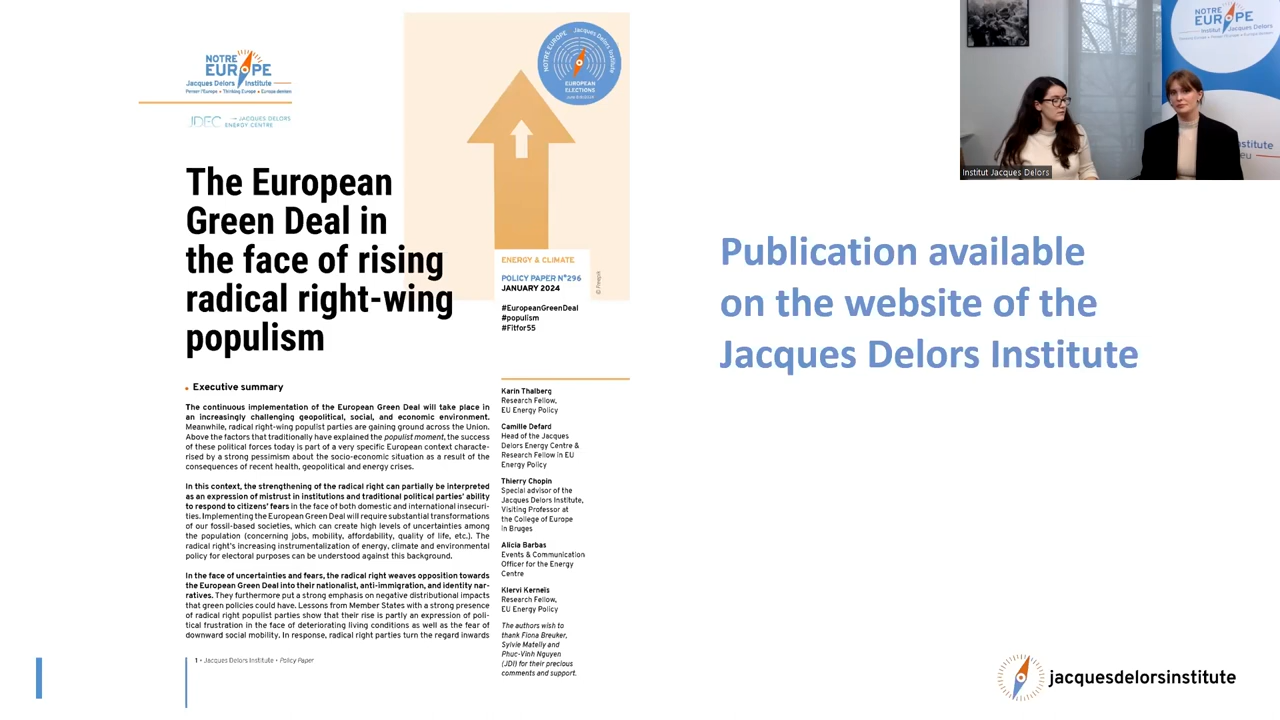 NOTRE
EUROPE
Jacques Delors Institute
Penser l'Europe • Thinking Europe • Europa denken
JDEC
JACQUES DELORS
ENERGY CENTRE
NOTRE EUROPE Jacques Delors Institute
EUROPEAN
ELECTIONS
The European
Green Deal in
the face of rising
radical right-wing
populism
ENERGY & CLIMATE
POLICY PAPER N°296
JANUARY 2024
© Freepik
#EuropeanGreenDeal
#populism
#Fitfor55
Executive summary
The continuous implementation of the European Green Deal will take place in
an increasingly challenging geopolitical, social, and economic environment.
Meanwhile, radical right-wing populist parties are gaining ground across the Union.
Above the factors that traditionally have explained the populist moment, the success
of these political forces today is part of a very specific European context characte-
rised by a strong pessimism about the socio-economic situation as a result of the
consequences of recent health, geopolitical and energy crises.
In this context, the strengthening of the radical right can partially be interpreted
as an expression of mistrust in institutions and traditional political parties' ability
to respond to citizens' fears in the face of both domestic and international insecuri-
ties. Implementing the European Green Deal will require substantial transformations
of our fossil-based societies, which can create high levels of uncertainties among
the population (concerning jobs, mobility, affordability, quality of life, etc.). The
radical right's increasing instrumentalization of energy, climate and environmental
policy for electoral purposes can be understood against this background.
In the face of uncertainties and fears, the radical right weaves opposition towards
the European Green Deal into their nationalist, anti-immigration, and identity nar-
ratives. They furthermore put a strong emphasis on negative distributional impacts
that green policies could have. Lessons from Member States with a strong presence
of radical right populist parties show that their rise is partly an expression of poli-
tical frustration in the face of deteriorating living conditions as well as the fear of
downward social mobility. In response, radical right parties turn the regard inwards
Karin Thalberg
Research Fellow,
EU Energy Policy
Camille Defard
Head of the Jacques
Delors Energy Centre &
Research Fellow in EU
Energy Policy
Thierry Chopin
Special advisor of the
Jacques Delors Institute,
Visiting Professor at
the College of Europe
in Bruges
Alicia Barbas
Events & Communication
Officer for the Energy
Centre
Klervi Kerneïs
Research Fellow,
EU Energy Policy
The authors wish to
thank Fiona Breuker,
Sylvie Matelly and
Phuc-Vinh Nguyen
(JDI) for their precious
comments and support.
1 • Jacques Delors Institute • Policy Paper
Publication available
on the website of the
Jacques Delors Institute
NOTRE
EUROPE
Institut Jacques Delors
stitute
eu
Institut Jacques Delors
jacquesdelorsinstitute